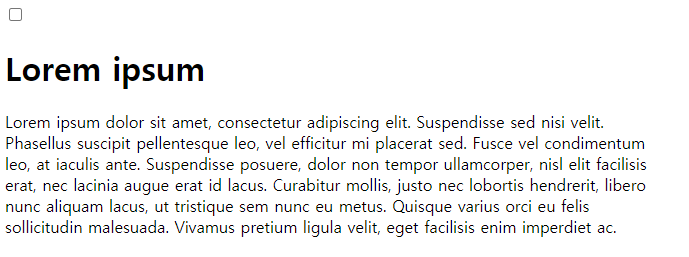 Lorem ipsum
Lorem ipsum dolor sit amet, consectetur adipiscing elit. Suspendisse sed nisi velit.
Phasellus suscipit pellentesque leo, vel efficitur mi placerat sed. Fusce vel condimentum
leo, at iaculis ante. Suspendisse posuere, dolor non tempor ullamcorper, nisl elit facilisis
erat, nec lacinia augue erat id lacus. Curabitur mollis, justo nec lobortis hendrerit, libero
nunc aliquam lacus, ut tristique sem nunc eu metus. Quisque varius orci eu felis
sollicitudin malesuada. Vivamus pretium ligula velit, eget facilisis enim imperdiet ac.